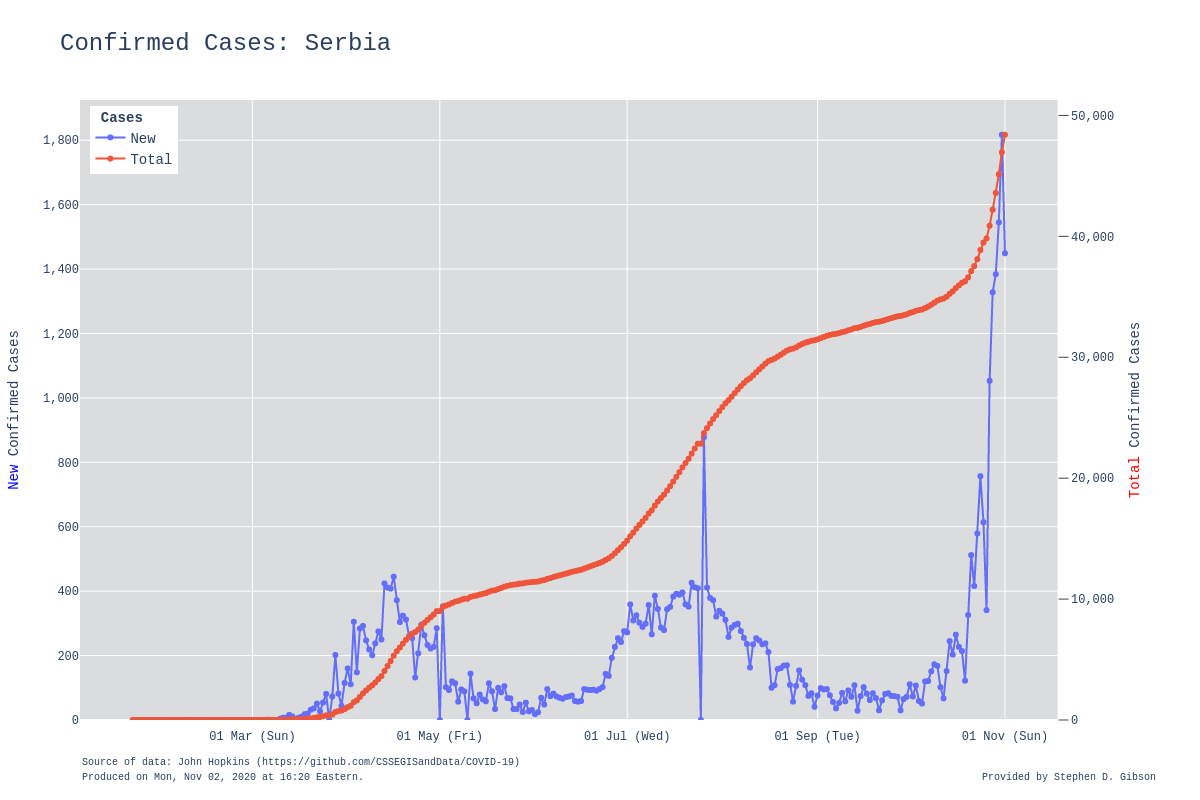 Confirmed Cases: Serbia
Cases
New
Total
1,800
1,600
1,400
1,200
1,000
800
600
400
200
0
New Confirmed Cases
50,000
40,000
30,000
20,000
10,000
0
Total Confirmed Cases
01 Mar (Sun)
01 May (Fri)
01 Jul (Wed)
01 Sep (Tue)
01 Nov (Sun)
Source of data: John Hopkins (https://github.com/CSSEGISandData/COVID-19)
Produced on Mon, Nov 02, 2020 at 16:20 Eastern.
Provided by Stephen D. Gibson